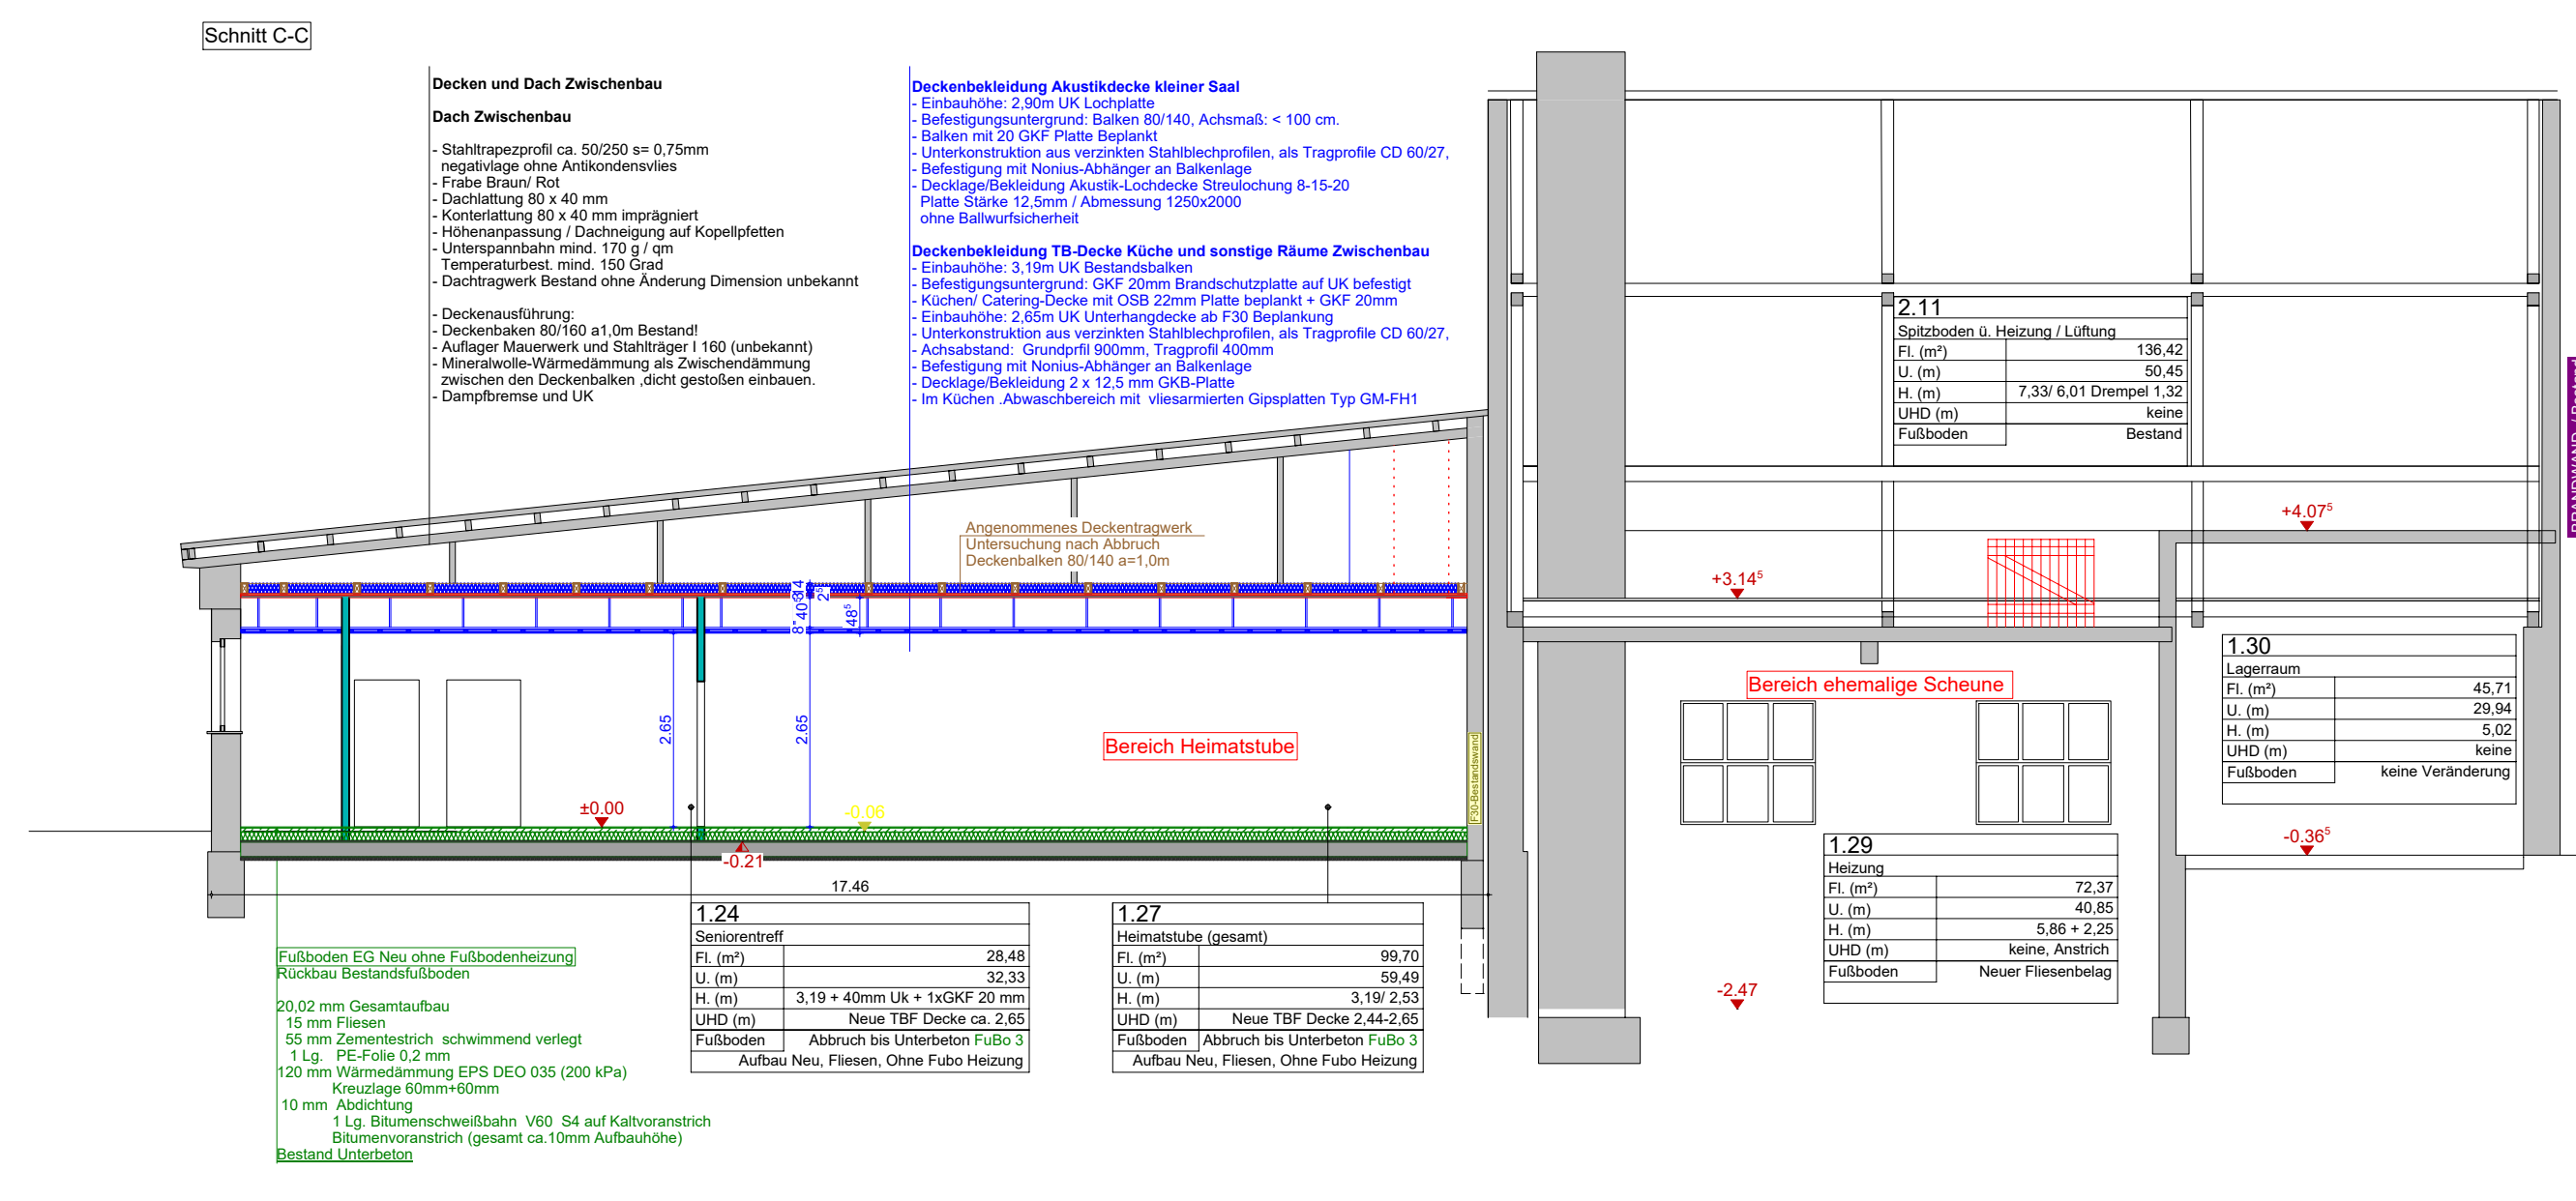 Schnitt C-C
Decken und Dach Zwischenbau
Dach Zwischenbau
- Stahltrapezprofil ca. 50/250 s= 0,75mm
negativlage ohne Antikondensvlies
- Frabe Braun/ Rot
- Dachlattung 80 x 40 mm
- Konterlattung 80 x 40 mm imprägniert
- Höhenanpassung / Dachneigung auf Kopellpfetten
- Unterspannbahn mind. 170 g / qm
Temperaturbest. mind. 150 Grad
- Dachtragwerk Bestand ohne Änderung Dimension unbekannt
- Deckenausführung:
- Deckenbaken 80/160 a1,0m Bestand!
- Auflager Mauerwerk und Stahlträger I 160 (unbekannt)
- Mineralwolle-Wärmedämmung als Zwischendämmung
zwischen den Deckenbalken ,dicht gestoßen einbauen.
- Dampfbremse und UK
Deckenbekleidung Akustikdecke kleiner Saal
- Einbauhöhe: 2,90m UK Lochplatte
- Befestigungsuntergrund: Balken 80/140, Achsmaß: < 100 cm.
- Balken mit 20 GKF Platte Beplankt
- Unterkonstruktion aus verzinkten Stahlblechprofilen, als Tragprofile CD 60/27,
- Befestigung mit Nonius-Abhänger an Balkenlage
- Decklage/Bekleidung Akustik-Lochdecke Streulochung 8-15-20
Platte Stärke 12,5mm / Abmessung 1250x2000
ohne Ballwurfsicherheit
Deckenbekleidung TB-Decke Küche und sonstige Räume Zwischenbau
- Einbauhöhe: 3,19m UK Bestandsbalken
- Befestigungsuntergrund: GKF 20mm Brandschutzplatte auf UK befestigt
- Küchen/ Catering-Decke mit OSB 22mm Platte beplankt + GKF 20mm
- Einbauhöhe: 2,65m UK Unterhangdecke ab F30 Beplankung
- Unterkonstruktion aus verzinkten Stahlblechprofilen, als Tragprofile CD 60/27,
- Achsabstand: Grundprfil 900mm, Tragprofil 400mm
- Befestigung mit Nonius-Abhänger an Balkenlage
- Decklage/Bekleidung 2 x 12,5 mm GKB-Platte
- Im Küchen .Abwaschbereich mit vliesarmierten Gipsplatten Typ GM-FH1
2.11
Spitzboden ü. Heizung / Lüftung
Fl. (m²) 136,42
U. (m) 50,45
H. (m) 7,33/ 6,01 Drempel 1,32
UHD (m) keine
Fußboden Bestand
BRANDWAND / Bestand
Angenommenes Deckentragwerk
Untersuchung nach Abbruch
Deckenbalken 80/140 a=1,0m
+4.07⁵
+3.14⁵
48⁵
2⁵
1.30
Lagerraum
Fl. (m²) 45,71
U. (m) 29,94
H. (m) 5,02
UHD (m) keine
Fußboden keine Veränderung
Bereich ehemalige Scheune
2.65
2.65
Bereich Heimatstube
F30-Bestandswand
±0.00
-0.06
-0.21
-0.36⁵
17.46
1.29
Heizung
Fl. (m²) 72,37
U. (m) 40,85
H. (m) 5,86 + 2,25
UHD (m) keine, Anstrich
Fußboden Neuer Fliesenbelag
-2.47
1.24
Seniorentreff
Fl. (m²) 28,48
U. (m) 32,33
H. (m) 3,19 + 40mm Uk + 1xGKF 20 mm
UHD (m) Neue TBF Decke ca. 2,65
Fußboden Abbruch bis Unterbeton FuBo 3
Aufbau Neu, Fliesen, Ohne Fubo Heizung
1.27
Heimatstube (gesamt)
Fl. (m²) 99,70
U. (m) 59,49
H. (m) 3,19/ 2,53
UHD (m) Neue TBF Decke 2,44-2,65
Fußboden Abbruch bis Unterbeton FuBo 3
Aufbau Neu, Fliesen, Ohne Fubo Heizung
Fußboden EG Neu ohne Fußbodenheizung
Rückbau Bestandsfußboden
20,02 mm Gesamtaufbau
15 mm Fliesen
55 mm Zementestrich schwimmend verlegt
1 Lg. PE-Folie 0,2 mm
120 mm Wärmedämmung EPS DEO 035 (200 kPa)
Kreuzlage 60mm+60mm
10 mm Abdichtung
1 Lg. Bitumenschweißbahn V60 S4 auf Kaltvoranstrich
Bitumenvoranstrich (gesamt ca.10mm Aufbauhöhe)
Bestand Unterbeton